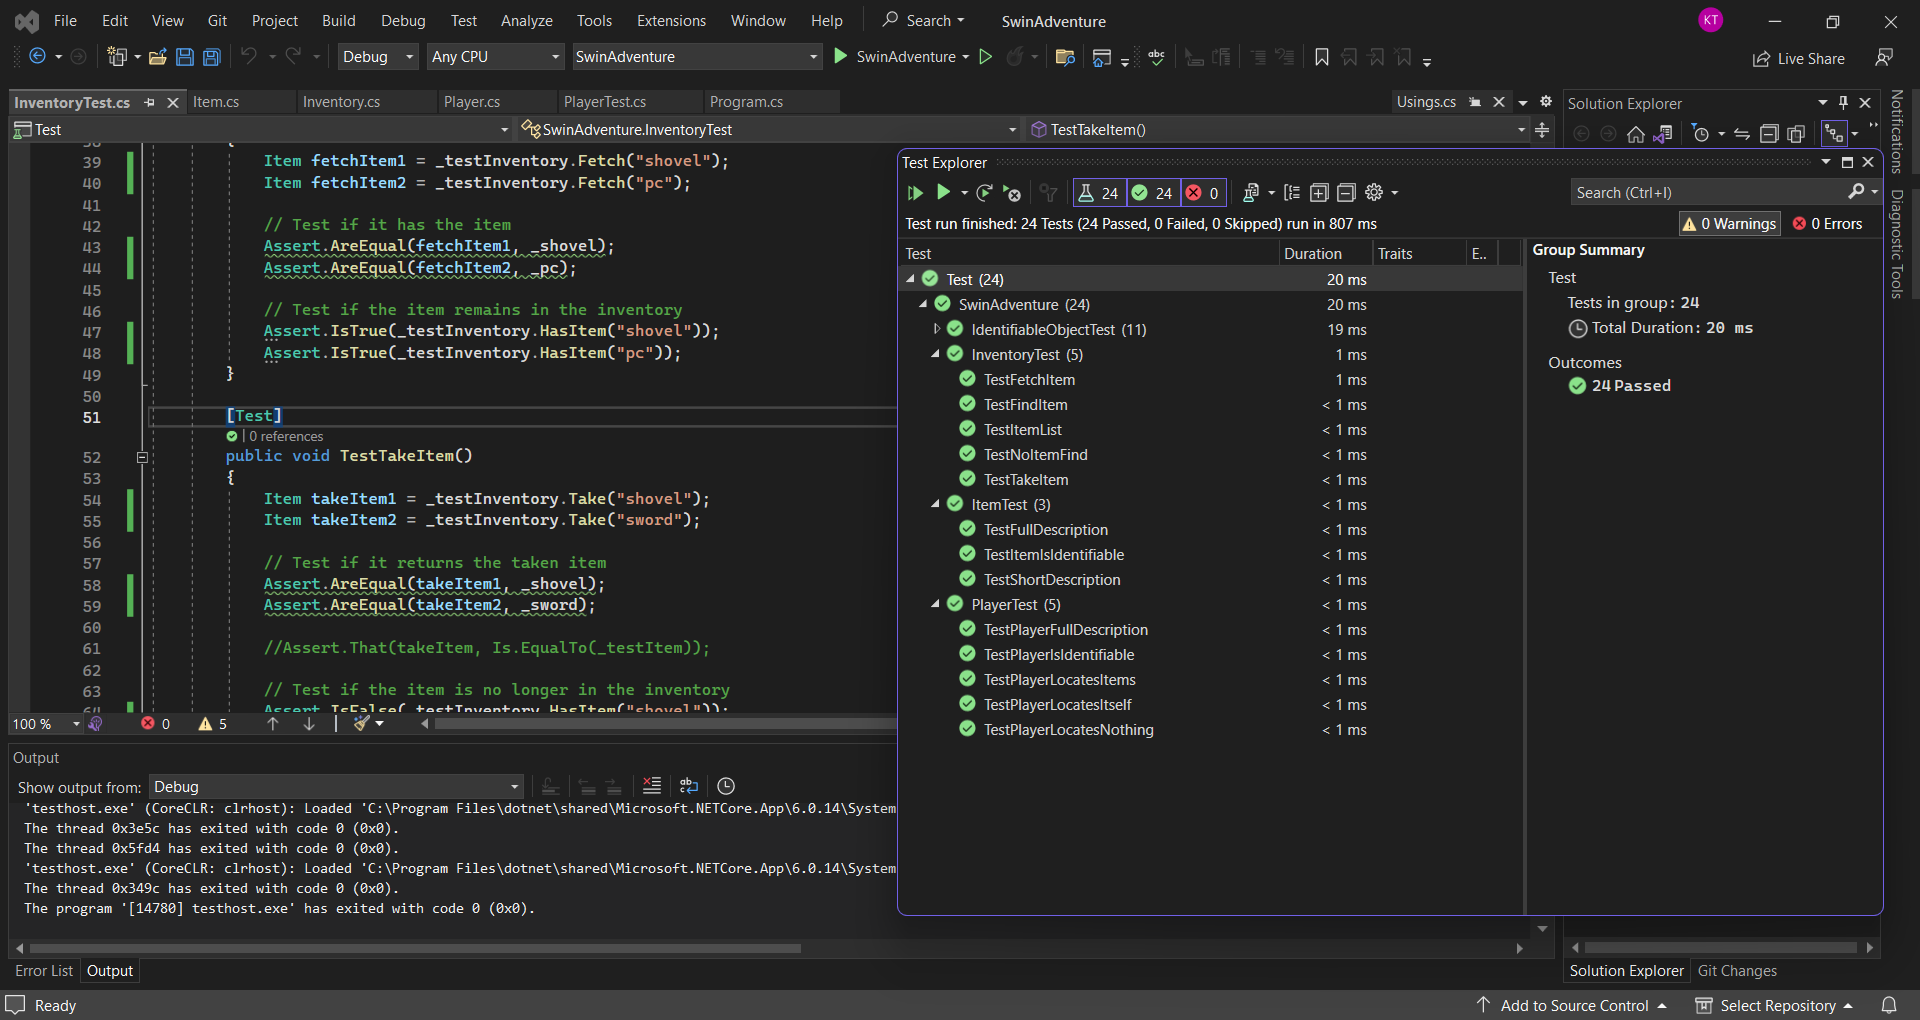 File Edit View Git Project Build Debug Test Analyze Tools Extensions Window Help Search SwinAdventure KT
Debug Any CPU SwinAdventure SwinAdventure Live Share
InventoryTest.cs Item.cs Inventory.cs Player.cs PlayerTest.cs Program.cs Usings.cs
Test SwinAdventure.InventoryTest TestTakeItem()
39 Item fetchItem1 = _testInventory.Fetch("shovel");
40 Item fetchItem2 = _testInventory.Fetch("pc");
41
42 // Test if it has the item
43 Assert.AreEqual(fetchItem1, _shovel);
44 Assert.AreEqual(fetchItem2, _pc);
45
46 // Test if the item remains in the inventory
47 Assert.IsTrue(_testInventory.HasItem("shovel"));
48 Assert.IsTrue(_testInventory.HasItem("pc"));
49 }
50
51 [Test]
0 references
52 public void TestTakeItem()
53 {
54 Item takeItem1 = _testInventory.Take("shovel");
55 Item takeItem2 = _testInventory.Take("sword");
56
57 // Test if it returns the taken item
58 Assert.AreEqual(takeItem1, _shovel);
59 Assert.AreEqual(takeItem2, _sword);
60
61 //Assert.That(takeItem, Is.EqualTo(_testItem));
62
63 // Test if the item is no longer in the inventory
64 Assert.IsFalse(_testInventory.HasItem("shovel"));
100 % 0 5
Output
Show output from: Debug
'testhost.exe' (CoreCLR: clrhost): Loaded 'C:\Program Files\dotnet\shared\Microsoft.NETCore.App\6.0.14\System
The thread 0x3e5c has exited with code 0 (0x0).
The thread 0x5fd4 has exited with code 0 (0x0).
'testhost.exe' (CoreCLR: clrhost): Loaded 'C:\Program Files\dotnet\shared\Microsoft.NETCore.App\6.0.14\System
The thread 0x349c has exited with code 0 (0x0).
The program '[14780] testhost.exe' has exited with code 0 (0x0).
Error List Output
Ready
Test Explorer
24 24 0 Search (Ctrl+I)
Test run finished: 24 Tests (24 Passed, 0 Failed, 0 Skipped) run in 807 ms 0 Warnings 0 Errors
Test Duration Traits E..
Test (24) 20 ms
SwinAdventure (24) 20 ms
IdentifiableObjectTest (11) 19 ms
InventoryTest (5) 1 ms
TestFetchItem 1 ms
TestFindItem < 1 ms
TestItemList < 1 ms
TestNoItemFind < 1 ms
TestTakeItem < 1 ms
ItemTest (3) < 1 ms
TestFullDescription < 1 ms
TestItemIsIdentifiable < 1 ms
TestShortDescription < 1 ms
PlayerTest (5) < 1 ms
TestPlayerFullDescription < 1 ms
TestPlayerIsIdentifiable < 1 ms
TestPlayerLocatesItems < 1 ms
TestPlayerLocatesItself < 1 ms
TestPlayerLocatesNothing < 1 ms
Group Summary
Test
Tests in group: 24
Total Duration: 20 ms
Outcomes
24 Passed
Solution Explorer
Solution Explorer Git Changes
Add to Source Control Select Repository
Notifications
Diagnostic Tools